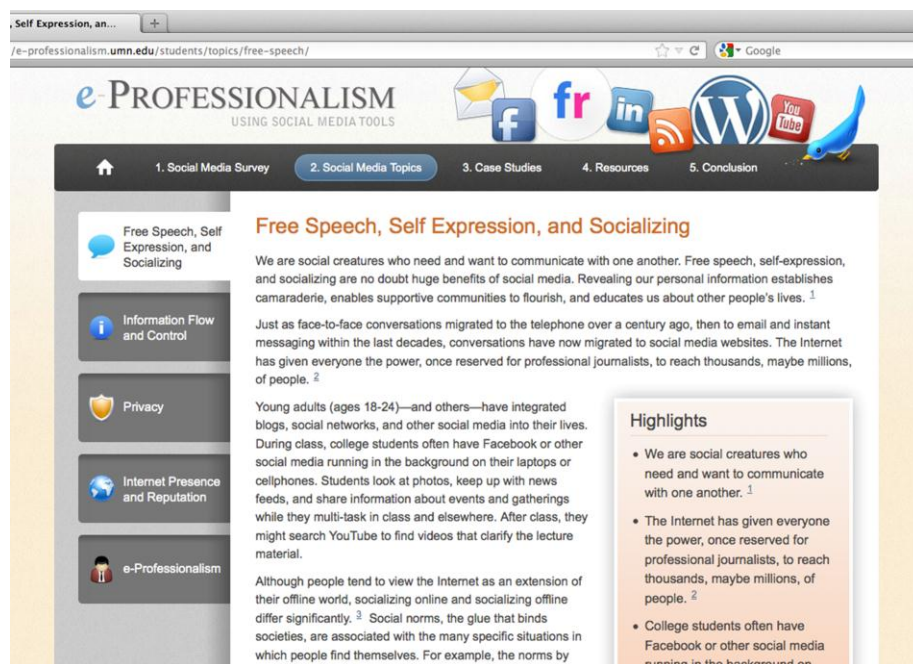 , Self Expression, an...
/e-professionalism.umn.edu/students/topics/free-speech/
Google
e-PROFESSIONALISM
USING SOCIAL MEDIA TOOLS
f
fr
in
W
You
Tube
1. Social Media Survey
2. Social Media Topics
3. Case Studies
4. Resources
5. Conclusion
Free Speech, Self
Expression, and
Socializing
Information Flow
and Control
Privacy
Internet Presence
and Reputation
e-Professionalism
Free Speech, Self Expression, and Socializing
We are social creatures who need and want to communicate with one another. Free speech, self-expression,
and socializing are no doubt huge benefits of social media. Revealing our personal information establishes
camaraderie, enables supportive communities to flourish, and educates us about other people's lives. 1
Just as face-to-face conversations migrated to the telephone over a century ago, then to email and instant
messaging within the last decades, conversations have now migrated to social media websites. The Internet
has given everyone the power, once reserved for professional journalists, to reach thousands, maybe millions,
of people. 2
Young adults (ages 18-24)—and others—have integrated
blogs, social networks, and other social media into their lives.
During class, college students often have Facebook or other
social media running in the background on their laptops or
cellphones. Students look at photos, keep up with news
feeds, and share information about events and gatherings
while they multi-task in class and elsewhere. After class, they
might search YouTube to find videos that clarify the lecture
material.
Although people tend to view the Internet as an extension of
their offline world, socializing online and socializing offline
differ significantly. 3 Social norms, the glue that binds
societies, are associated with the many specific situations in
which people find themselves. For example, the norms by
Highlights
• We are social creatures who
need and want to communicate
with one another. 1
• The Internet has given everyone
the power, once reserved for
professional journalists, to reach
thousands, maybe millions, of
people. 2
• College students often have
Facebook or other social media
running in the background on